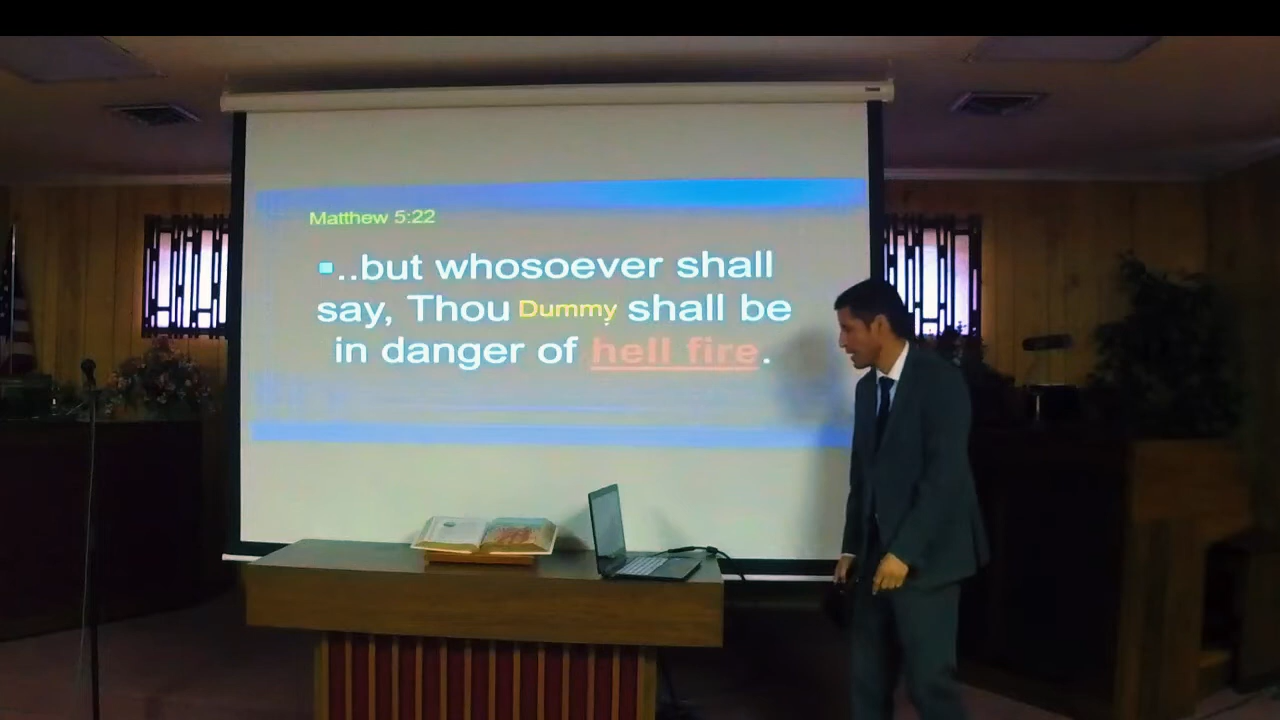 Matthew 5:22
..but whosoever shall
say, Thou Dummy, shall be
in danger of hell fire.